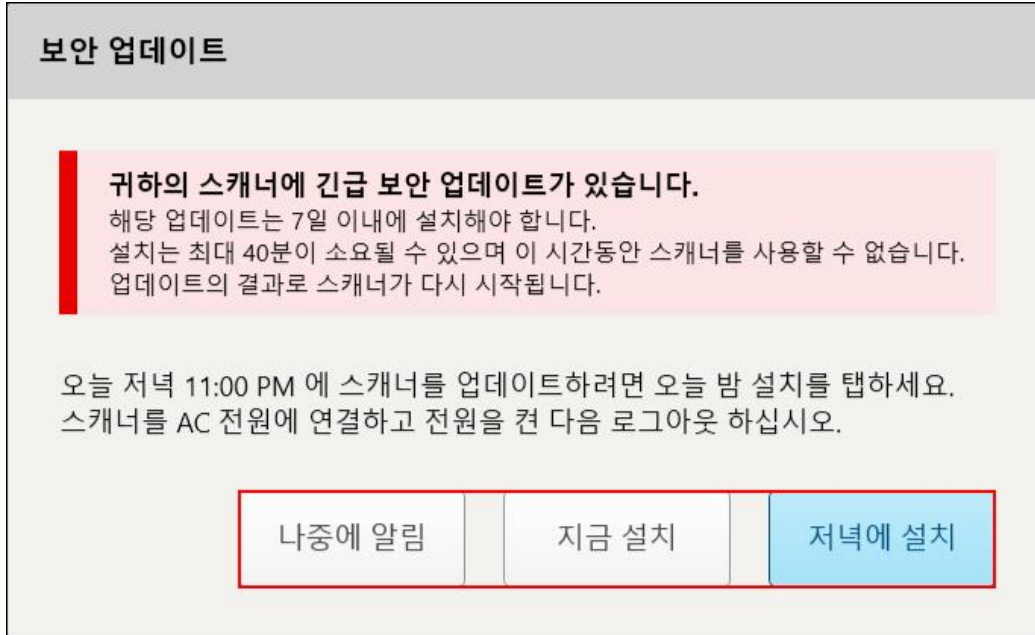 보안 업데이트
귀하의 스캐너에 긴급 보안 업데이트가 있습니다.
해당 업데이트는 7일 이내에 설치해야 합니다.
설치는 최대 40분이 소요될 수 있으며 이 시간동안 스캐너를 사용할 수 없습니다.
업데이트의 결과로 스캐너가 다시 시작됩니다.
오늘 저녁 11:00 PM 에 스캐너를 업데이트하려면 오늘 밤 설치를 탭하세요.
스캐너를 AC 전원에 연결하고 전원을 켠 다음 로그아웃 하십시오.
나중에 알림 지금 설치 저녁에 설치